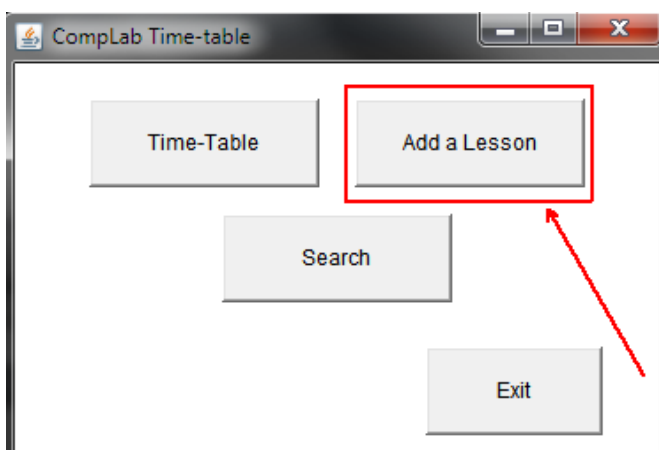 CompLab Time-table
Time-Table
Add a Lesson
Search
Exit